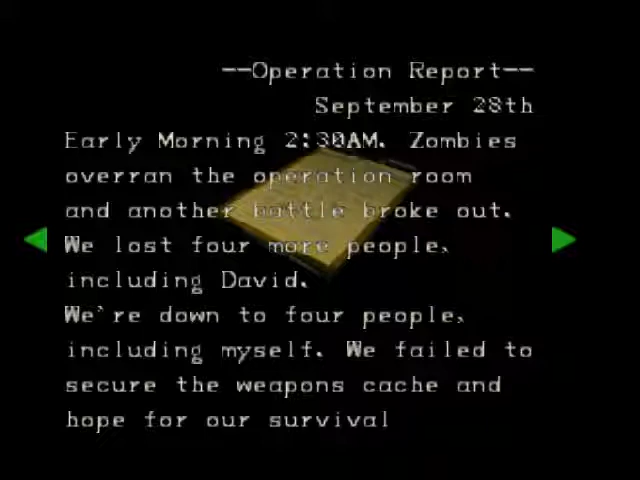 --Operation Report--
September 28th
Early Morning 2:30AM. Zombies
overran the operation room
and another battle broke out.
We lost four more people,
including David.
We're down to four people,
including myself. We failed to
secure the weapons cache and
hope for our survival